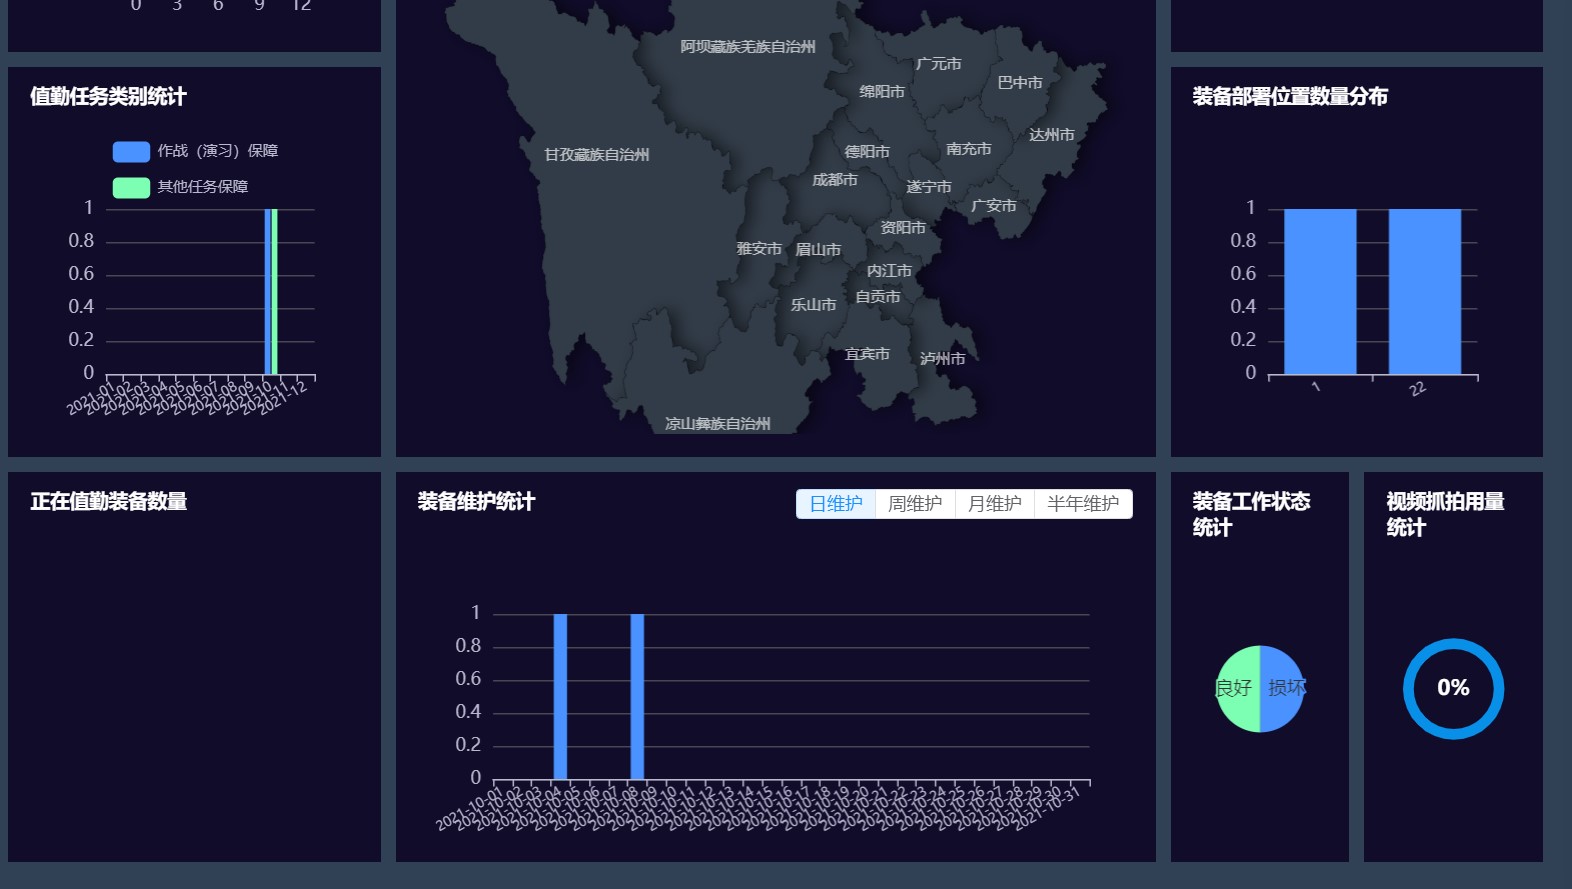 0 3 6 9 12
值勤任务类别统计
作战（演习）保障
其他任务保障
1
0.8
0.6
0.4
0.2
0
2021-01
2021-02
2021-03
2021-04
2021-05
2021-06
2021-07
2021-08
2021-09
2021-10
2021-11
2021-12
阿坝藏族羌族自治州
广元市
巴中市
绵阳市
达州市
甘孜藏族自治州
德阳市
南充市
成都市
遂宁市
广安市
资阳市
雅安市
眉山市
内江市
自贡市
乐山市
宜宾市
泸州市
凉山彝族自治州
装备部署位置数量分布
1
0.8
0.6
0.4
0.2
0
1
22
正在值勤装备数量
装备维护统计
日维护 周维护 月维护 半年维护
1
0.8
0.6
0.4
0.2
0
2021-10-01
2021-10-02
2021-10-03
2021-10-04
2021-10-05
2021-10-06
2021-10-07
2021-10-08
2021-10-09
2021-10-10
2021-10-11
2021-10-12
2021-10-13
2021-10-14
2021-10-15
2021-10-16
2021-10-17
2021-10-18
2021-10-19
2021-10-20
2021-10-21
2021-10-22
2021-10-23
2021-10-24
2021-10-25
2021-10-26
2021-10-27
2021-10-28
2021-10-29
2021-10-30
2021-10-31
装备工作状态
统计
良好 损坏
视频抓拍用量
统计
0%